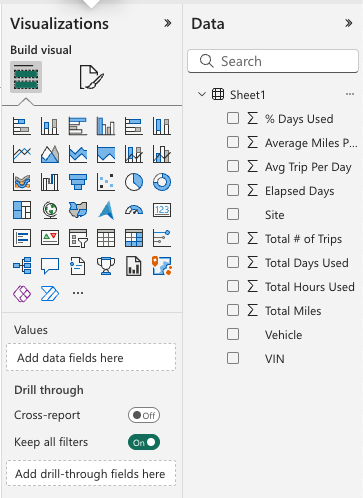 Visualizations
Build visual
123
Values
Add data fields here
Drill through
Cross-report
Off
Keep all filters
On
Add drill-through fields here
Data
Search
Sheet1
% Days Used
Average Miles P...
Avg Trip Per Day
Elapsed Days
Site
Total # of Trips
Total Days Used
Total Hours Used
Total Miles
Vehicle
VIN